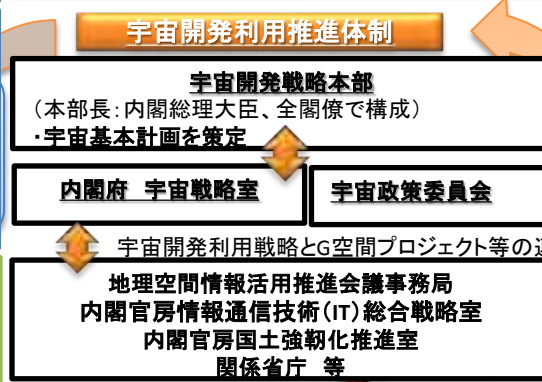 宇宙開発利用推進体制
宇宙開発戦略本部
(本部長:内閣総理大臣、全閣僚で構成)
・宇宙基本計画を策定
内閣府　宇宙戦略室
宇宙政策委員会
宇宙開発利用戦略とG空間プロジェクト等の
地理空間情報活用推進会議事務局
内閣官房情報通信技術(IT)総合戦略室
内閣官房国土強靱化推進室
関係省庁　等